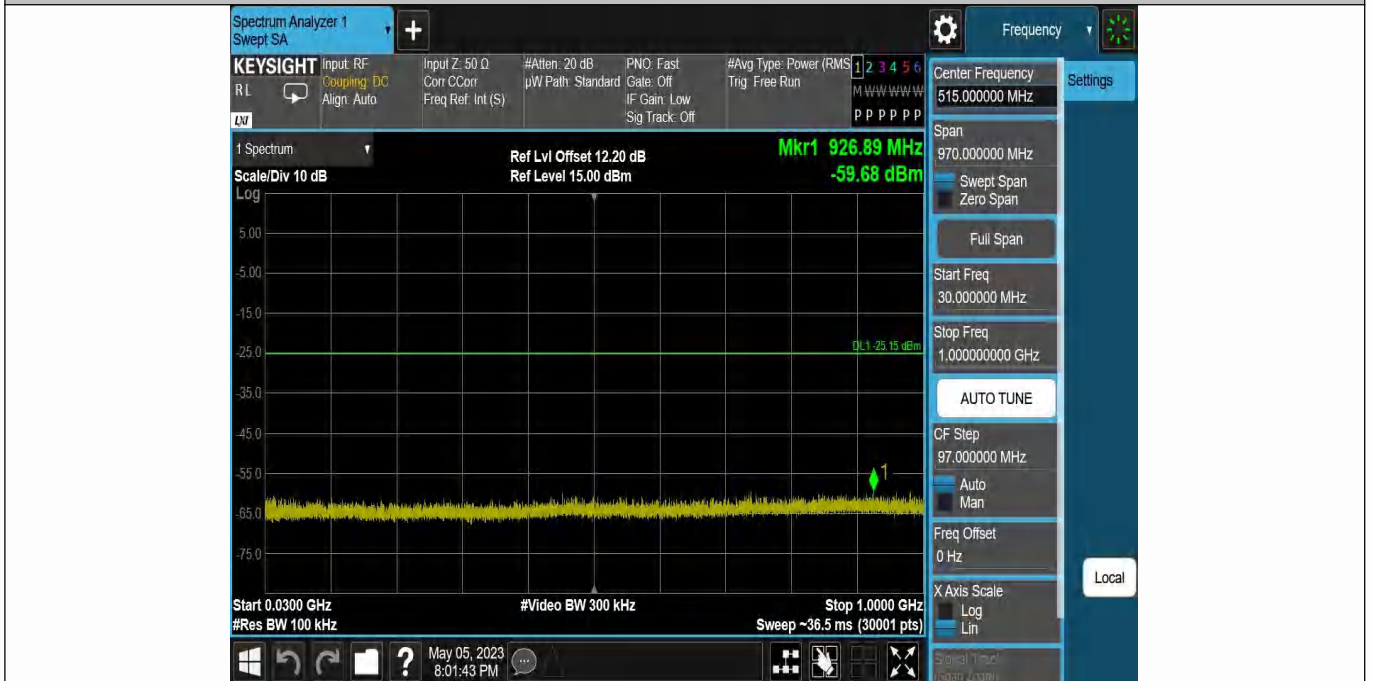 Spectrum Analyzer 1
Swept SA
+
Frequency
KEYSIGHT
RL
LXI
Input: RF
Coupling: DC
Align: Auto
Input Z: 50 Ω
Corr CCorr
Freq Ref: Int (S)
#Atten: 20 dB
µW Path: Standard
PNO: Fast
Gate: Off
IF Gain: Low
Sig Track: Off
#Avg Type: Power (RMS
Trig: Free Run
1 2 3 4 5 6
M W W W W W
P P P P P P
1 Spectrum
Scale/Div 10 dB
Log
Ref Lvl Offset 12.20 dB
Ref Level 15.00 dBm
Mkr1 926.89 MHz
-59.68 dBm
5.00
-5.00
-15.0
-25.0
DL1 -25.15 dBm
-35.0
-45.0
-55.0
1
-65.0
-75.0
Start 0.0300 GHz
#Res BW 100 kHz
#Video BW 300 kHz
Stop 1.0000 GHz
Sweep ~36.5 ms (30001 pts)
Center Frequency
515.000000 MHz
Settings
Span
970.000000 MHz
Swept Span
Zero Span
Full Span
Start Freq
30.000000 MHz
Stop Freq
1.000000000 GHz
AUTO TUNE
CF Step
97.000000 MHz
Auto
Man
Freq Offset
0 Hz
X Axis Scale
Log
Lin
Signal Track
(Span Zoom)
Local
?
May 05, 2023
8:01:43 PM